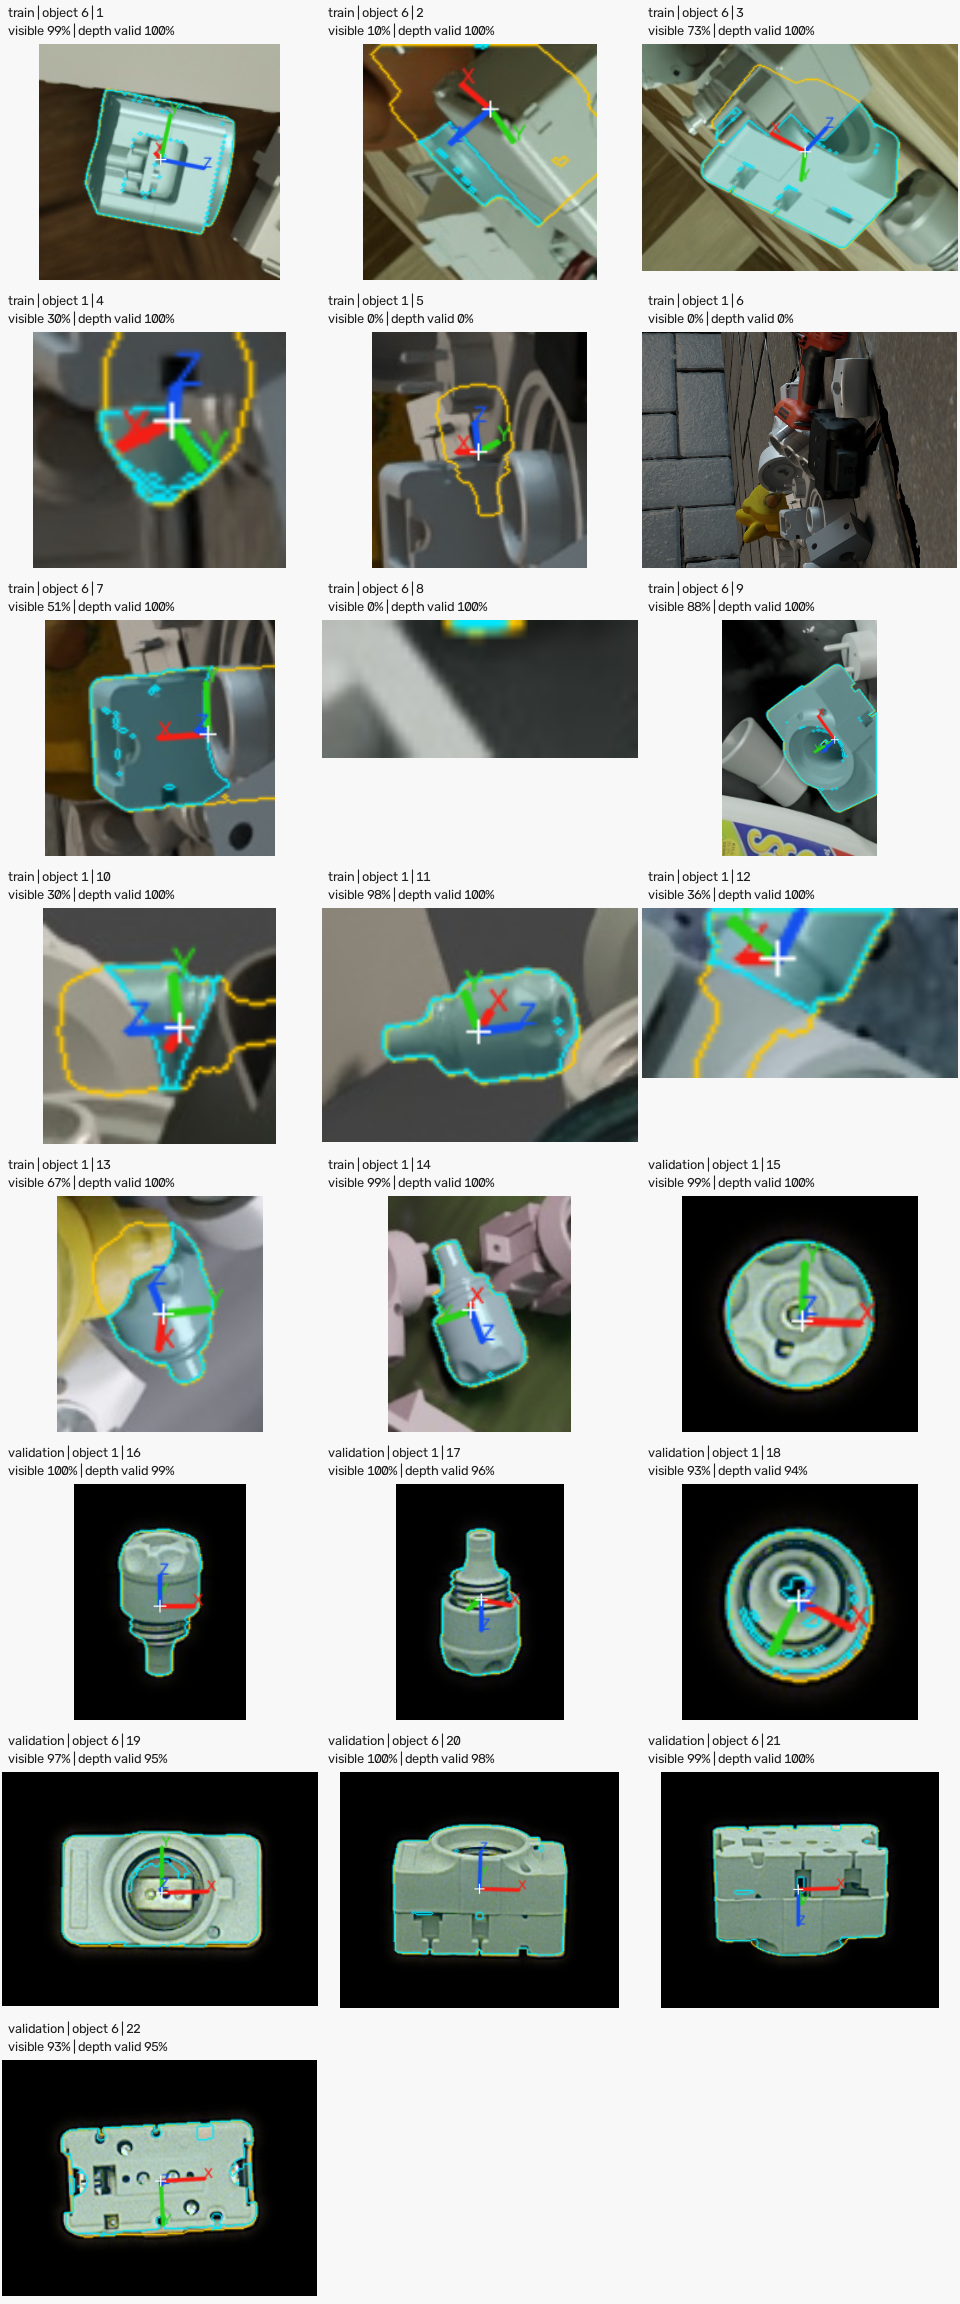 train | object 6 | 1
visible 99% | depth valid 100%
train | object 6 | 2
visible 10% | depth valid 100%
train | object 6 | 3
visible 73% | depth valid 100%
X
Y
Z
X
Y
Z
X
Y
Z
train | object 1 | 4
visible 30% | depth valid 100%
train | object 1 | 5
visible 0% | depth valid 0%
train | object 1 | 6
visible 0% | depth valid 0%
X
Y
Z
X
Y
Z
train | object 6 | 7
visible 51% | depth valid 100%
train | object 6 | 8
visible 0% | depth valid 100%
train | object 6 | 9
visible 88% | depth valid 100%
X
Z
train | object 1 | 10
visible 30% | depth valid 100%
train | object 1 | 11
visible 98% | depth valid 100%
train | object 1 | 12
visible 36% | depth valid 100%
Y
Z
Y
X
Z
train | object 1 | 13
visible 67% | depth valid 100%
train | object 1 | 14
visible 99% | depth valid 100%
validation | object 1 | 15
visible 99% | depth valid 100%
Z
Y
X
X
Z
Y
Z
X
validation | object 1 | 16
visible 100% | depth valid 99%
validation | object 1 | 17
visible 100% | depth valid 96%
validation | object 1 | 18
visible 93% | depth valid 94%
Z
X
X
Z
Z
X
validation | object 6 | 19
visible 97% | depth valid 95%
validation | object 6 | 20
visible 100% | depth valid 98%
validation | object 6 | 21
visible 99% | depth valid 100%
Y
Z
X
Z
X
X
Z
validation | object 6 | 22
visible 93% | depth valid 95%
X